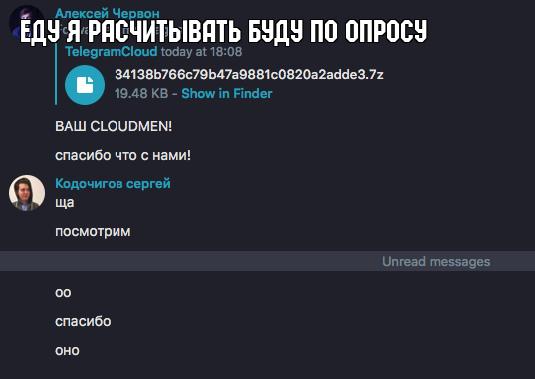 Алексей Червон
ЕДУ Я РАСЧИТЫВАТЬ БУДУ ПО ОПРОСУ
TelegramCloud today at 18:08
34138b766c79b47a9881c0820a2adde3.7z
19.48 KB - Show in Finder
ВАШ CLOUDMEN!
спасибо что с нами!
Кодочигов сергей
ща
посмотрим
Unread messages
оо
спасибо
оно